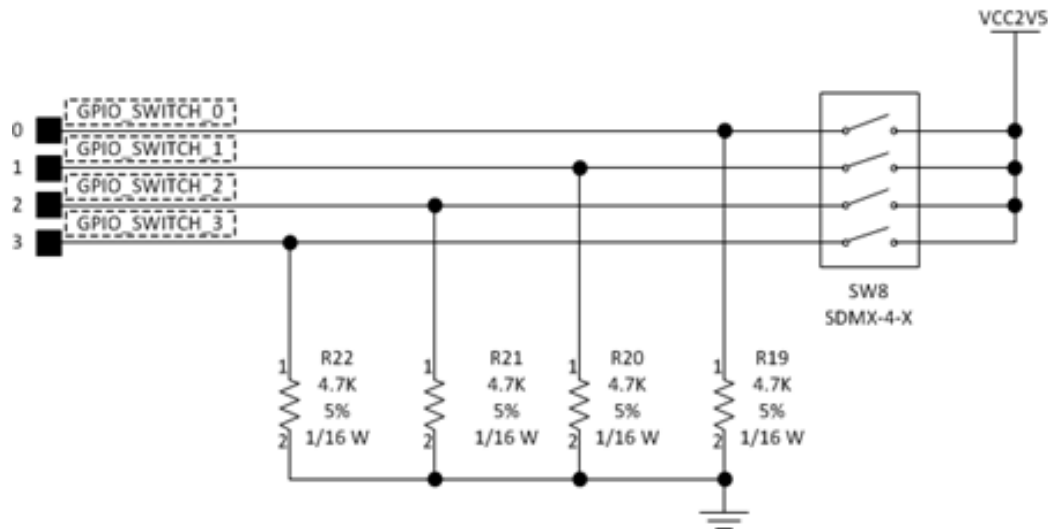 VCC2V5
GPIO_SWITCH_0
0
GPIO_SWITCH_1
1
GPIO_SWITCH_2
2
GPIO_SWITCH_3
3
SW8
SDMX-4-X
1
R22
4.7K
5%
1/16 W
2
1
R21
4.7K
5%
1/16 W
2
1
R20
4.7K
5%
1/16 W
2
1
R19
4.7K
5%
1/16 W
2